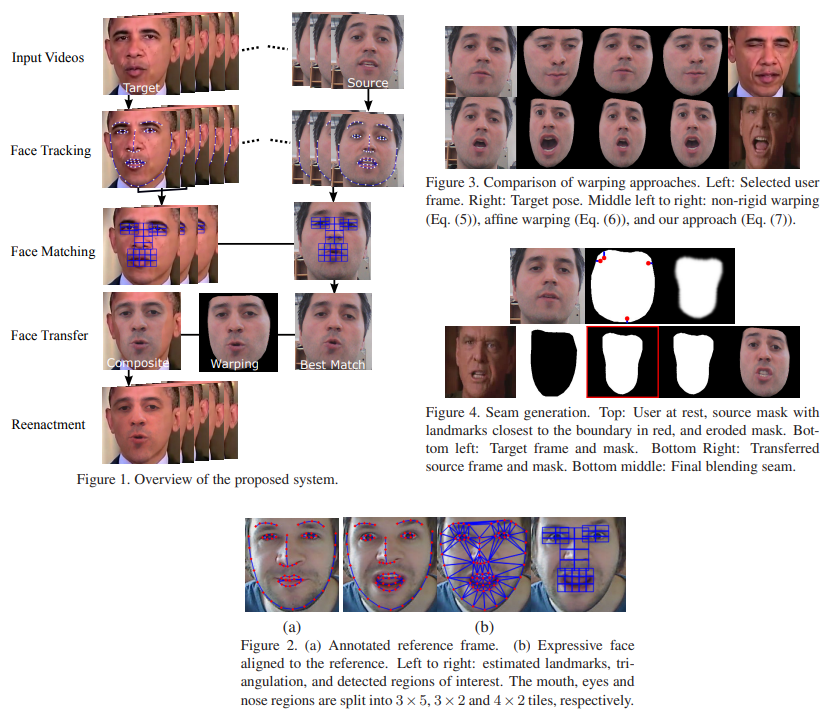 Input Videos
Target
Source
Face Tracking
Face Matching
Face Transfer
Composite
Warping
Best Match
Reenactment
Figure 1. Overview of the proposed system.
Figure 3. Comparison of warping approaches. Left: Selected user
frame. Right: Target pose. Middle left to right: non-rigid warping
(Eq. (5)), affine warping (Eq. (6)), and our approach (Eq. (7)).
Figure 4. Seam generation. Top: User at rest, source mask with
landmarks closest to the boundary in red, and eroded mask. Bot-
tom left: Target frame and mask. Bottom Right: Transferred
source frame and mask. Bottom middle: Final blending seam.
(a)
(b)
Figure 2. (a) Annotated reference frame. (b) Expressive face
aligned to the reference. Left to right: estimated landmarks, tri-
angulation, and detected regions of interest. The mouth, eyes and
nose regions are split into 3 × 5, 3 × 2 and 4 × 2 tiles, respectively.